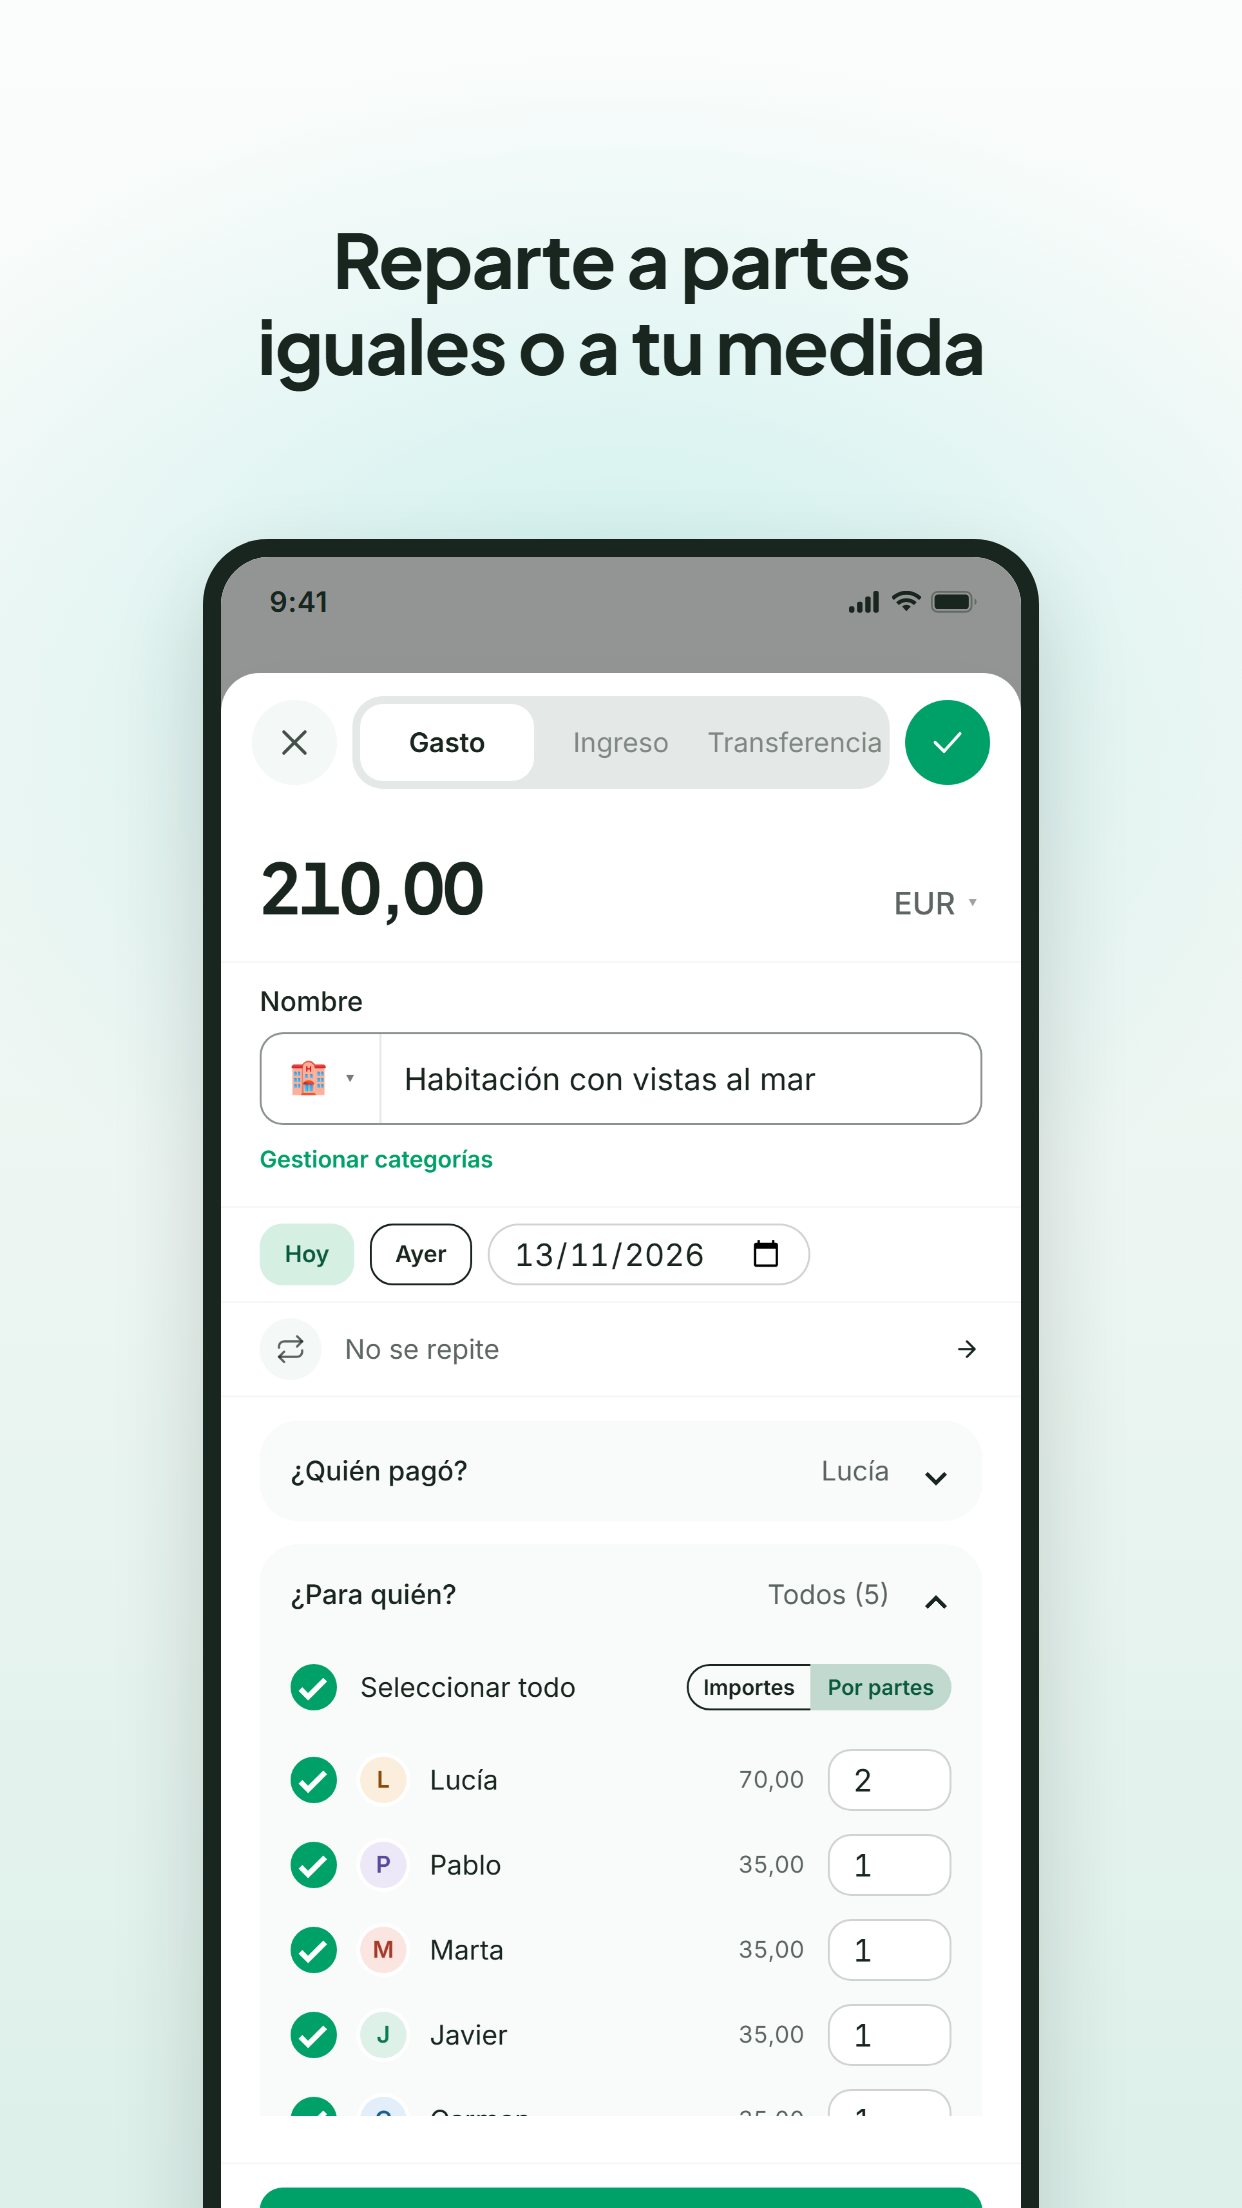 Reparte a partes
iguales o a tu medida
9:41
Gasto Ingreso Transferencia
210,00 EUR
Nombre
Habitación con vistas al mar
Gestionar categorías
Hoy Ayer 13/11/2026
No se repite
¿Quién pagó? Lucía
¿Para quién? Todos (5)
Seleccionar todo Importes Por partes
L Lucía 70,00 2
P Pablo 35,00 1
M Marta 35,00 1
J Javier 35,00 1